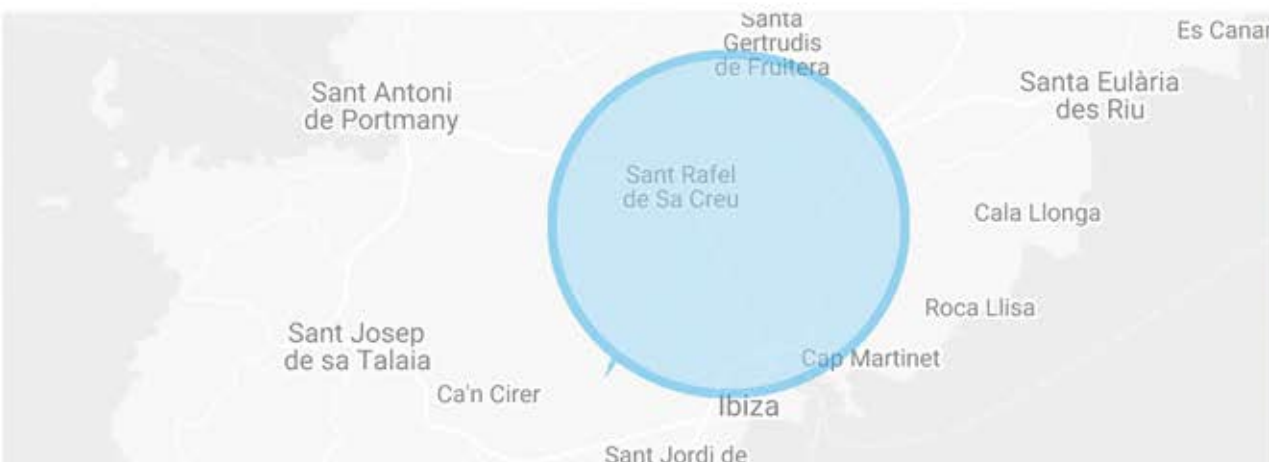 Santa
Gertrudis
de Fruitera
Es Canar
Sant Antoni
de Portmany
Santa Eulària
des Riu
Sant Rafel
de Sa Creu
Cala Llonga
Roca Llisa
Sant Josep
de sa Talaia
Cap Martinet
Ca'n Cirer
Ibiza
Sant Jordi de